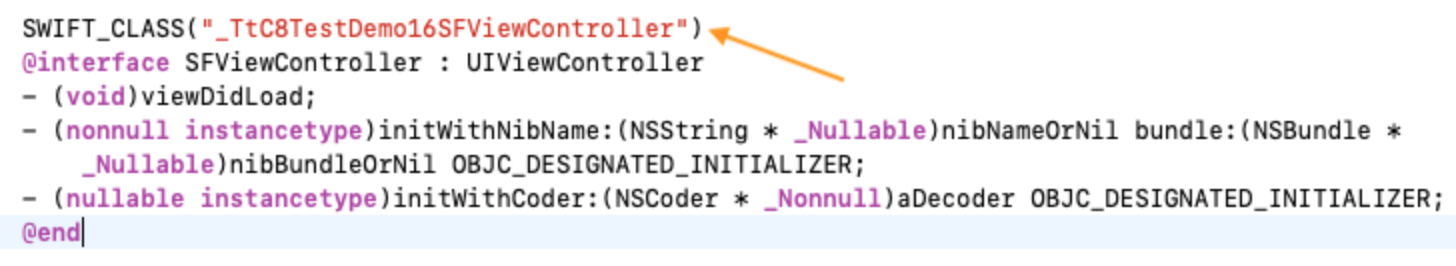 SWIFT_CLASS("_TtC8TestDemo16SFViewController")
@interface SFViewController : UIViewController
- (void)viewDidLoad;
- (nonnull instancetype)initWithNibName:(NSString * _Nullable)nibNameOrNil bundle:(NSBundle *
_Nullable)nibBundleOrNil OBJC_DESIGNATED_INITIALIZER;
- (nullable instancetype)initWithCoder:(NSCoder * _Nonnull)aDecoder OBJC_DESIGNATED_INITIALIZER;
@end